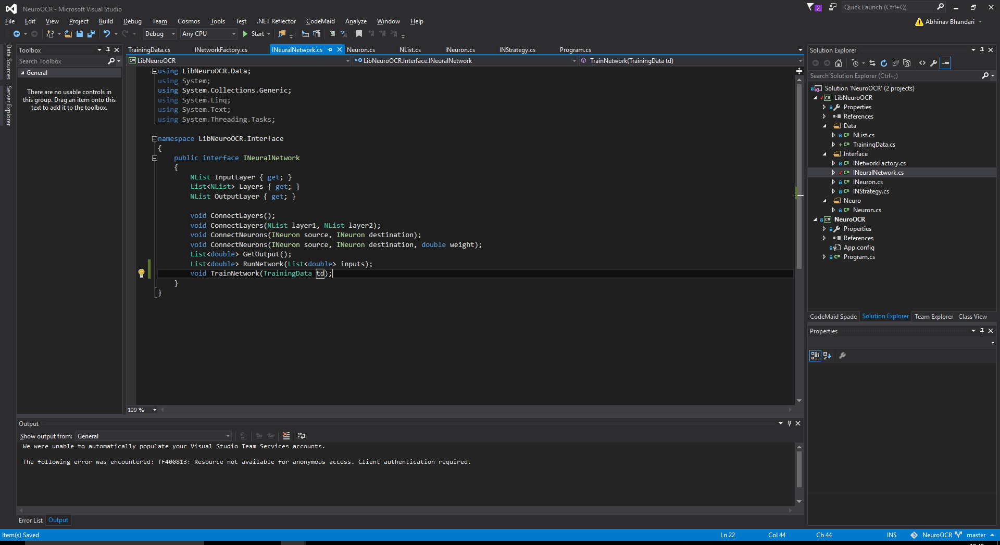 NeuroOCR - Microsoft Visual Studio
2
Quick Launch (Ctrl+Q)
File Edit View Project Build Debug Team Cosmos Tools Test .NET Reflector CodeMaid Analyze Window Help
Abhinav Bhandari
Debug Any CPU Start
Data Sources
Server Explorer
Toolbox
Search Toolbox
General
There are no usable controls in
this group. Drag an item onto this
text to add it to the toolbox.
TrainingData.cs INetworkFactory.cs INeuralNetwork.cs Neuron.cs NList.cs INeuron.cs INStrategy.cs Program.cs
LibNeuroOCR LibNeuroOCR.Interface.INeuralNetwork TrainNetwork(TrainingData td)
using LibNeuroOCR.Data;
using System;
using System.Collections.Generic;
using System.Linq;
using System.Text;
using System.Threading.Tasks;
namespace LibNeuroOCR.Interface
{
public interface INeuralNetwork
{
NList InputLayer { get; }
List<NList> Layers { get; }
NList OutputLayer { get; }
void ConnectLayers();
void ConnectLayers(NList layer1, NList layer2);
void ConnectNeurons(INeuron source, INeuron destination);
void ConnectNeurons(INeuron source, INeuron destination, double weight);
List<double> GetOutput();
List<double> RunNetwork(List<double> inputs);
void TrainNetwork(TrainingData td);
}
}
109 %
Solution Explorer
Search Solution Explorer (Ctrl+;)
Solution 'NeuroOCR' (2 projects)
LibNeuroOCR
Properties
References
Data
NList.cs
TrainingData.cs
Interface
INetworkFactory.cs
INeuralNetwork.cs
INeuron.cs
INStrategy.cs
Neuro
Neuron.cs
NeuroOCR
Properties
References
App.config
Program.cs
CodeMaid Spade Solution Explorer Team Explorer Class View
Properties
Output
Show output from: General
We were unable to automatically populate your Visual Studio Team Services accounts.
The following error was encountered: TF400813: Resource not available for anonymous access. Client authentication required.
Error List Output
Item(s) Saved Ln 22 Col 44 Ch 44 INS NeuroOCR master